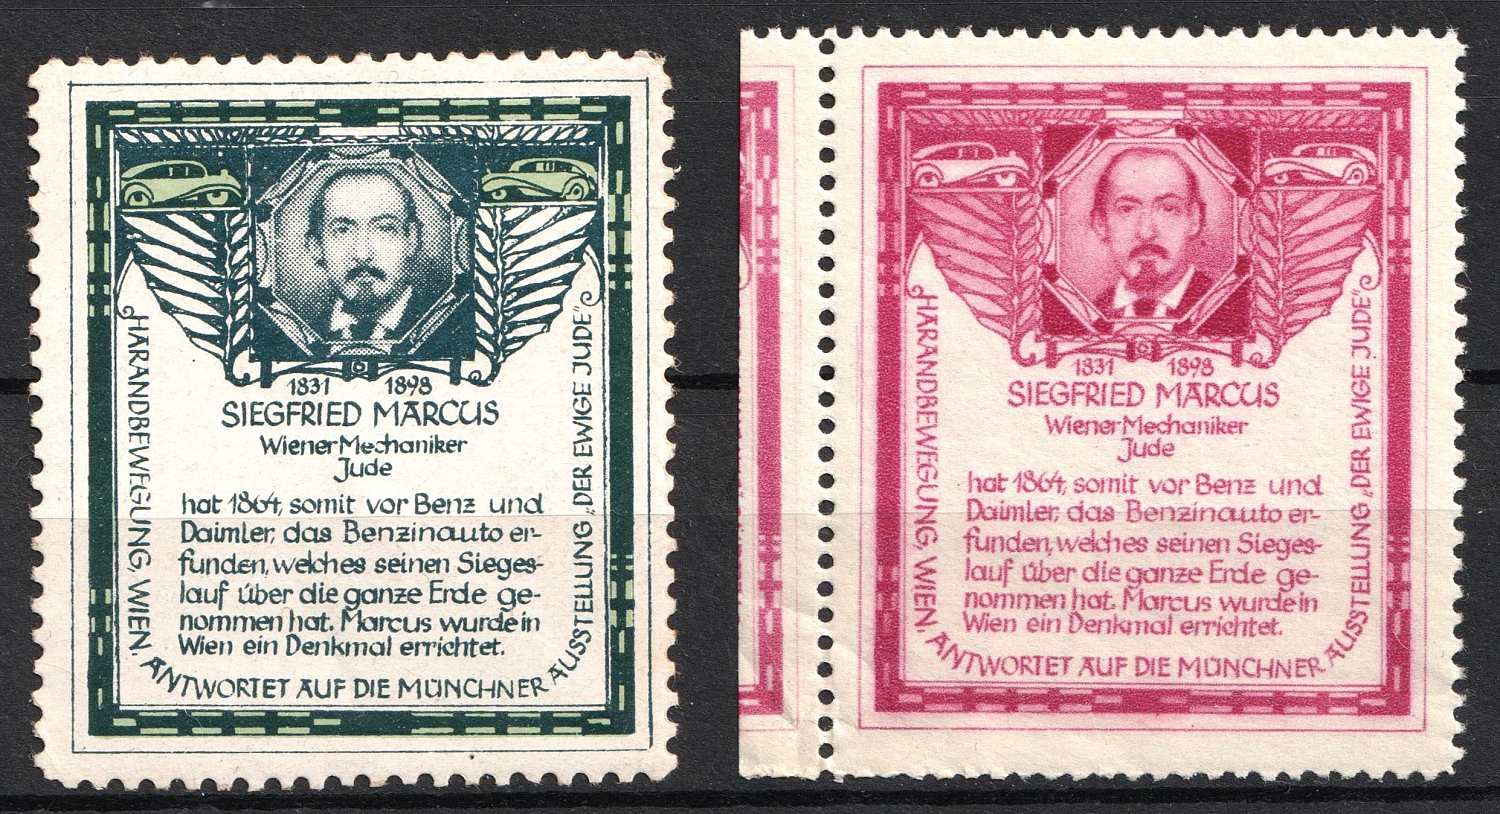 1831 1898
SIEGFRIED MARCUS
Wiener Mechaniker
Jude
hat 1864, somit vor Benz und
Daimler, das Benzinauto er-
funden, welches seinen Sieges-
lauf über die ganze Erde ge-
nommen hat. Marcus wurde in
Wien ein Denkmal errichtet.
HARANDBEWEGUNG, WIEN, ANTWORTET AUF DIE MÜNCHNER AUSSTELLUNG „DER EWIGE JUDE"
1831 1898
SIEGFRIED MARCUS
Wiener Mechaniker
Jude
hat 1864, somit vor Benz und
Daimler, das Benzinauto er-
funden, welches seinen Sieges-
lauf über die ganze Erde ge-
nommen hat. Marcus wurde in
Wien ein Denkmal errichtet.
HARANDBEWEGUNG, WIEN, ANTWORTET AUF DIE MÜNCHNER AUSSTELLUNG „DER EWIGE JUDE"